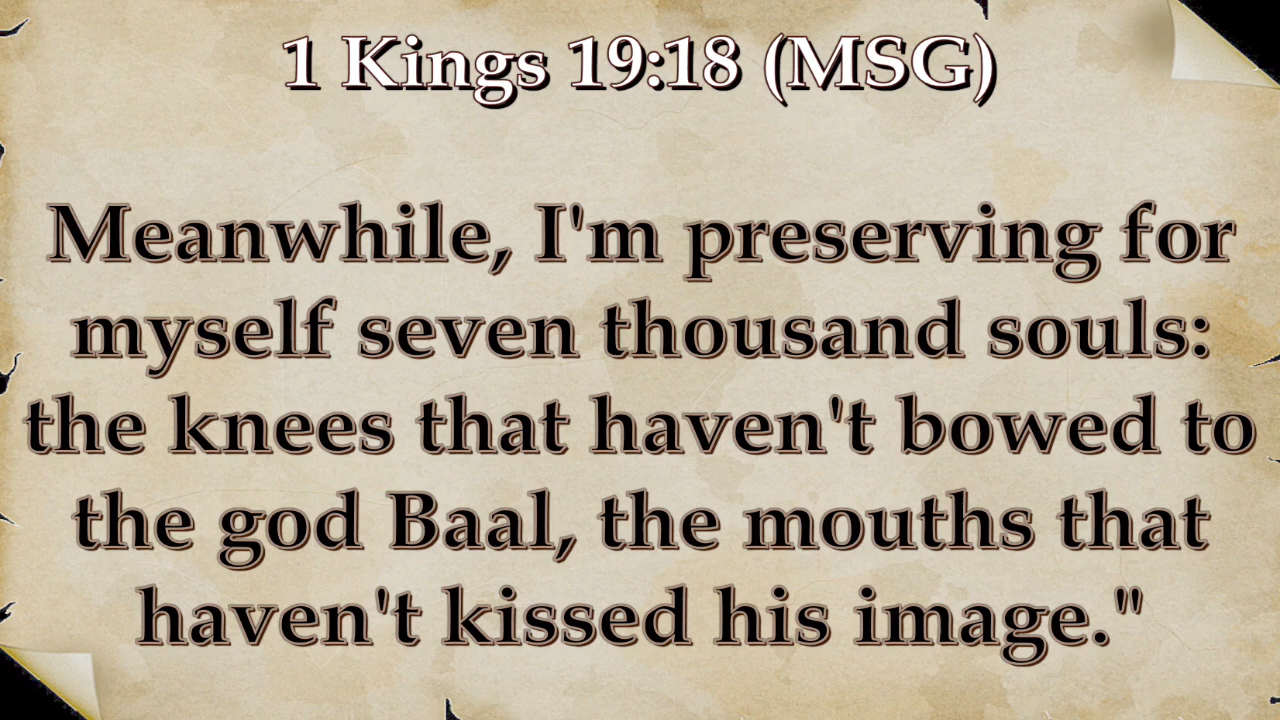 1 Kings 19:18 (MSG)
Meanwhile, I'm preserving for
myself seven thousand souls:
the knees that haven't bowed to
the god Baal, the mouths that
haven't kissed his image."